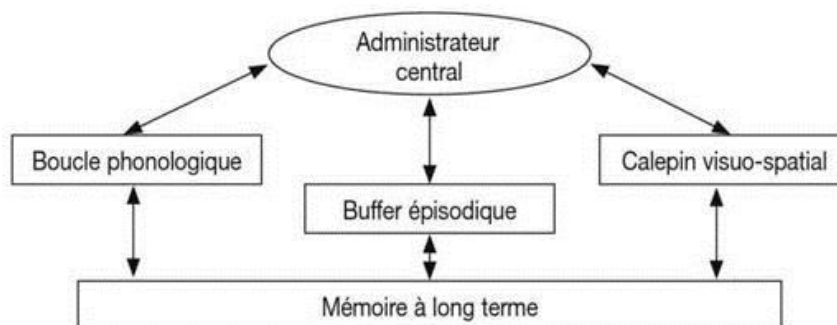 Administrateur
central
Boucle phonologique
Calepin visuo-spatial
Buffer épisodique
Mémoire à long terme